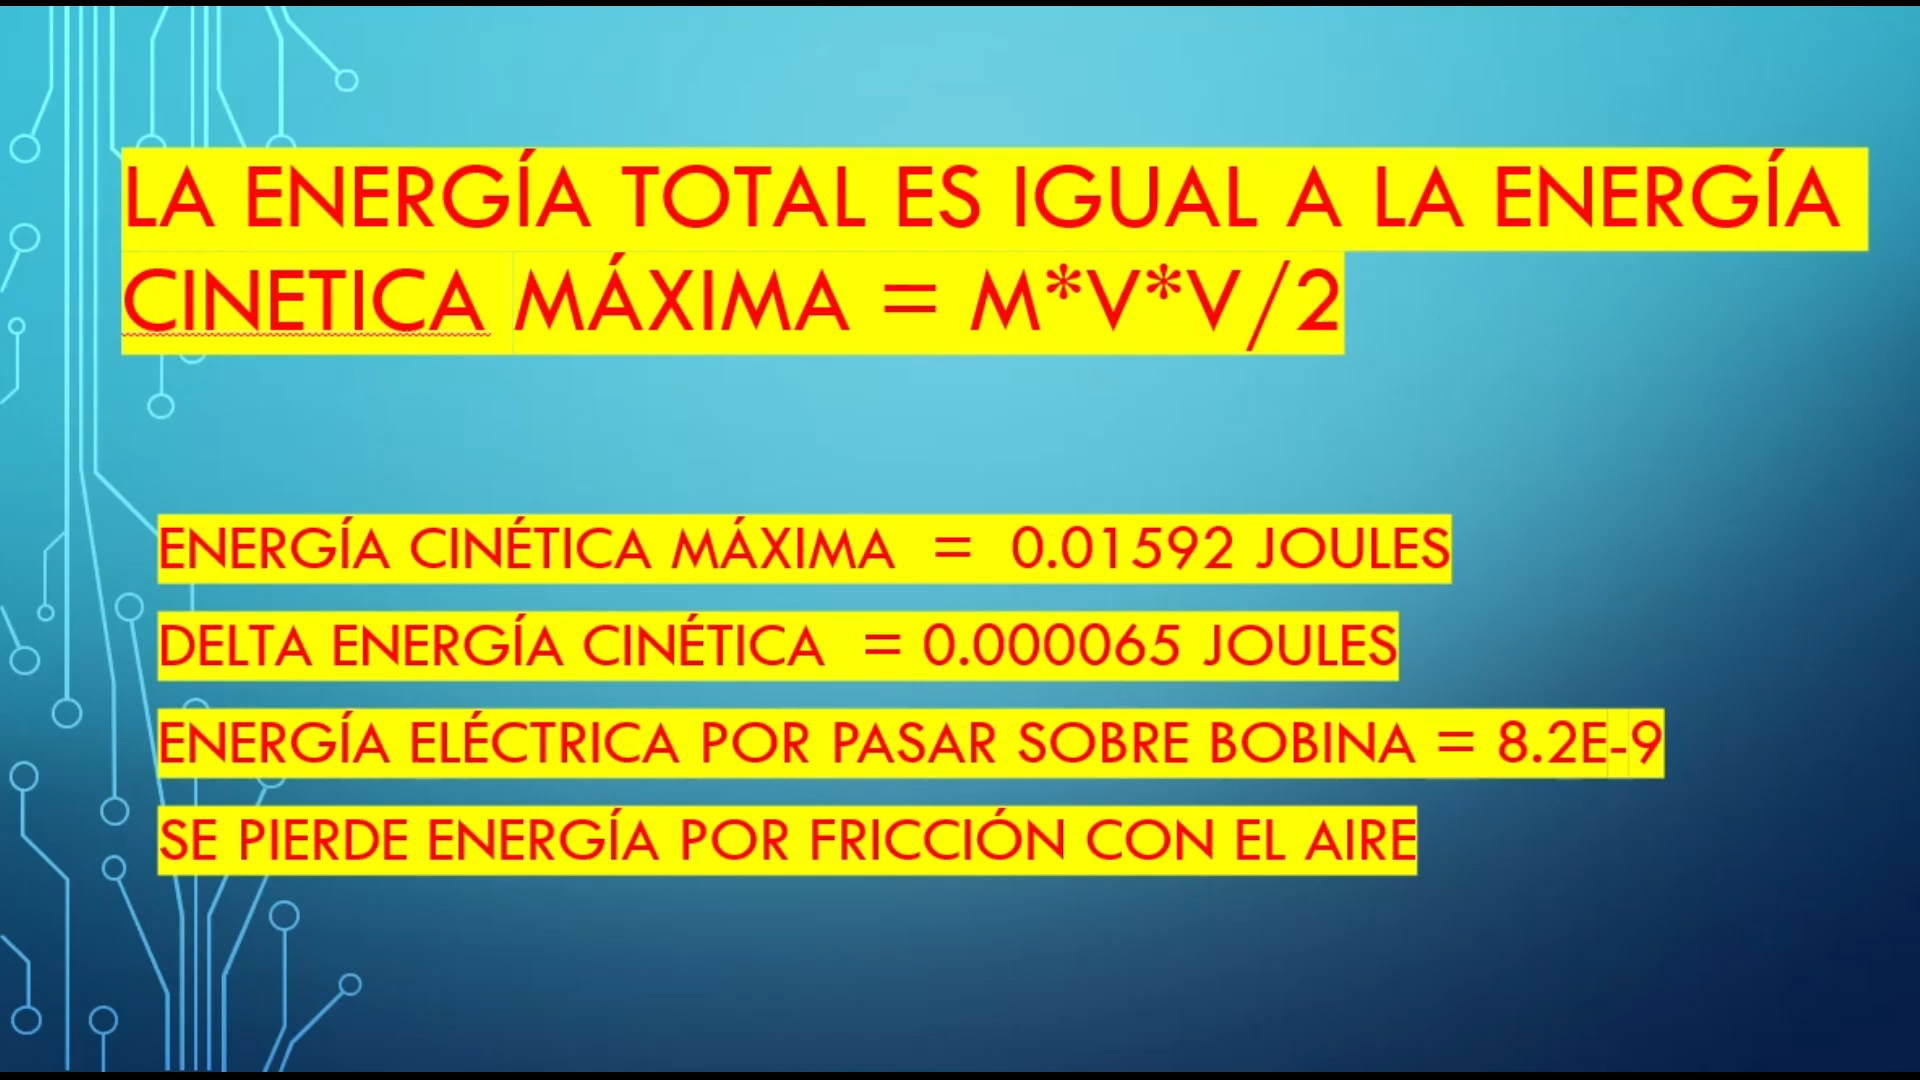 LA ENERGÍA TOTAL ES IGUAL A LA ENERGÍA
CINETICA MÁXIMA = M*V*V/2
ENERGÍA CINÉTICA MÁXIMA = 0.01592 JOULES
DELTA ENERGÍA CINÉTICA = 0.000065 JOULES
ENERGÍA ELÉCTRICA POR PASAR SOBRE BOBINA = 8.2E-9
SE PIERDE ENERGÍA POR FRICCIÓN CON EL AIRE